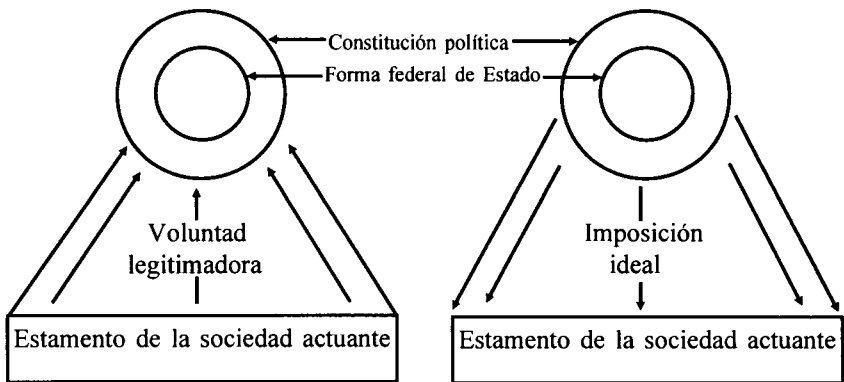 Constitución política
Forma federal de Estado
Voluntad
legitimadora
Imposición
ideal
Estamento de la sociedad actuante
Estamento de la sociedad actuante